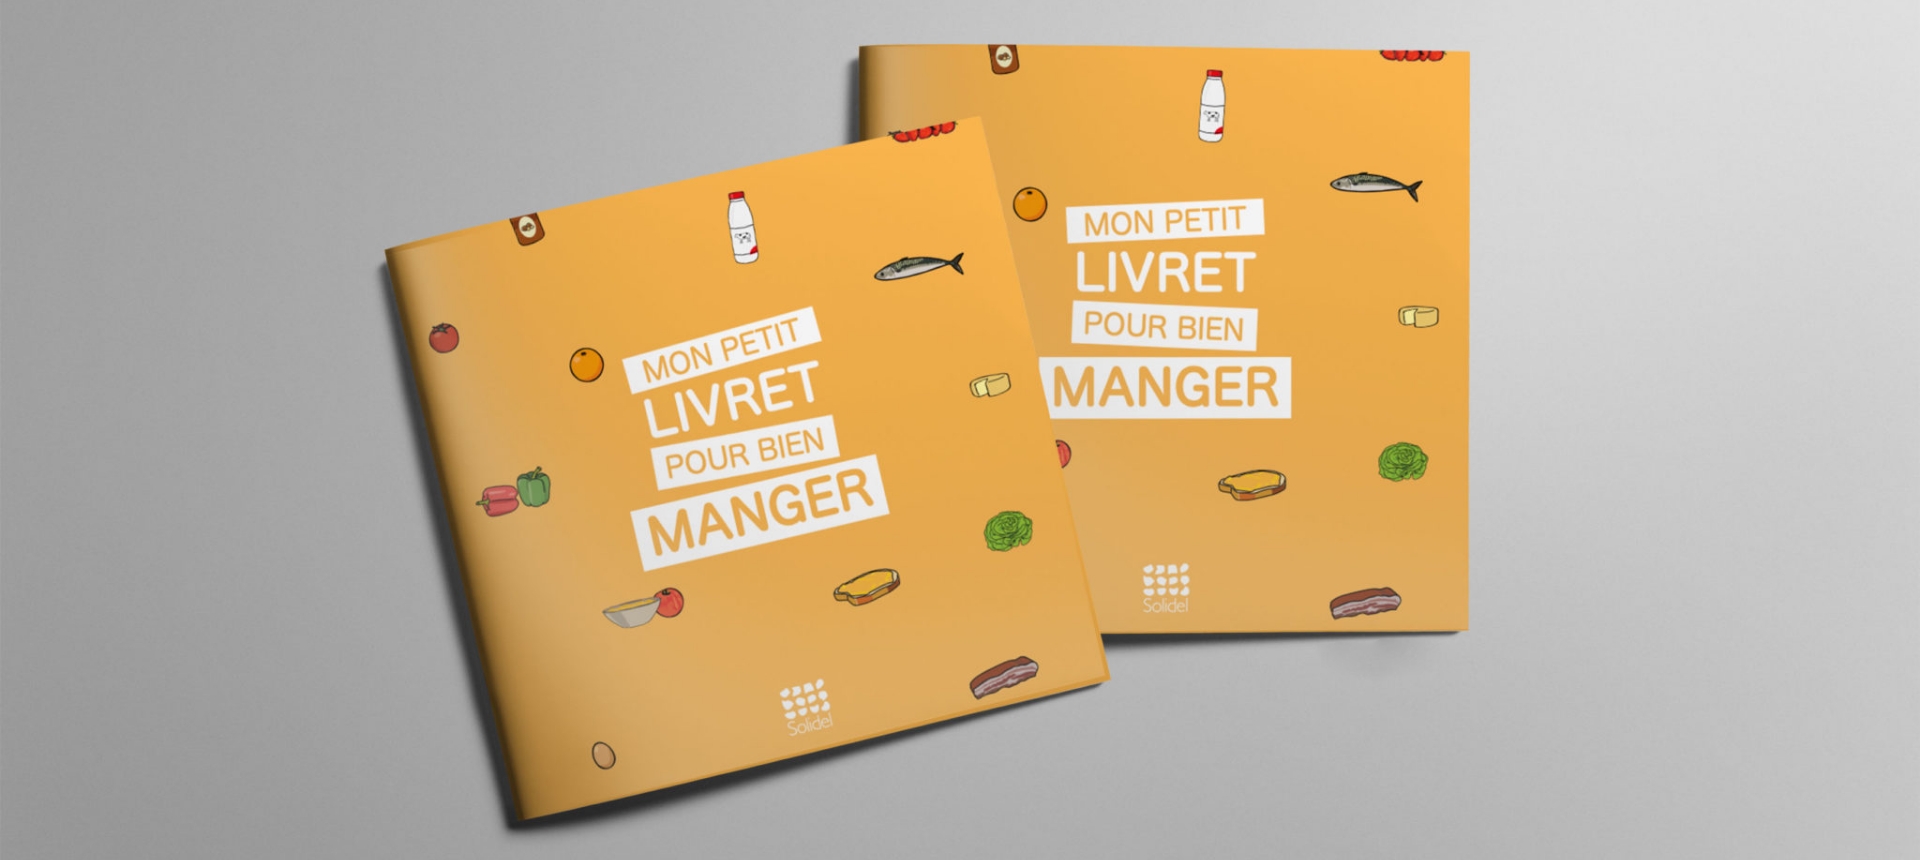 MON PETIT
LIVRET
POUR BIEN
MANGER
Solidel
MON PETIT
LIVRET
POUR BIEN
MANGER
Solidel